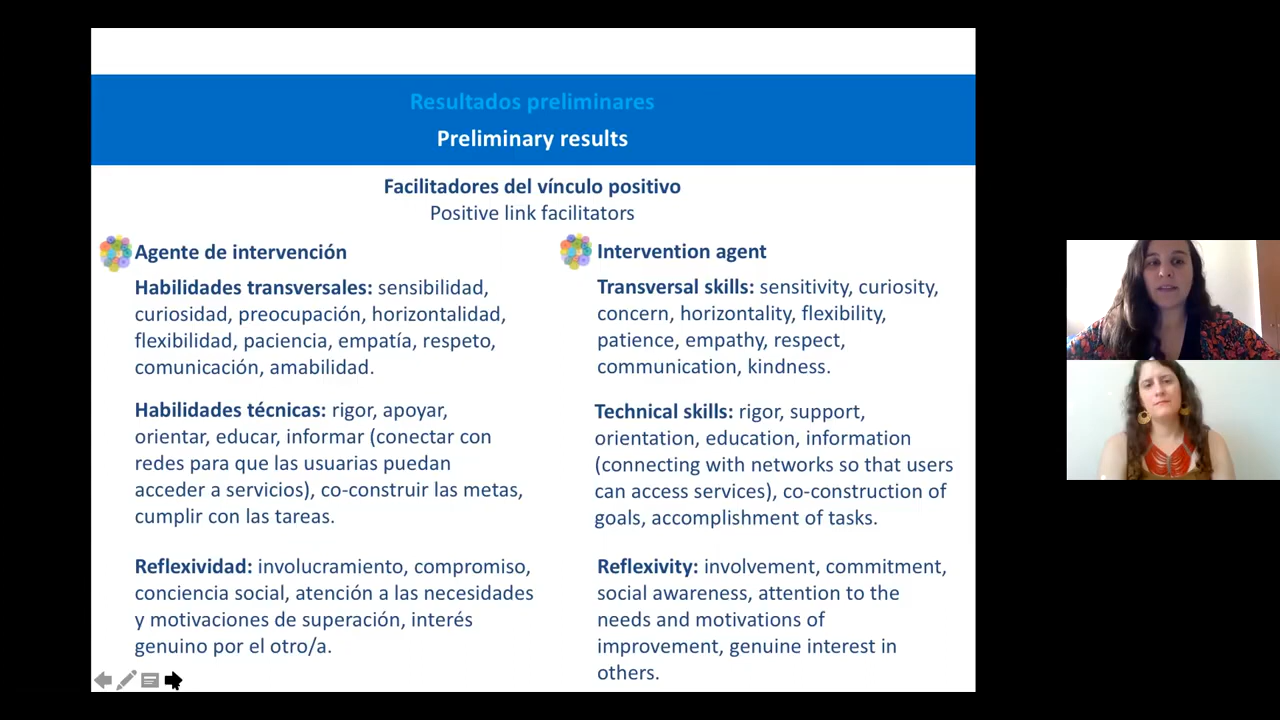 Resultados preliminares
Preliminary results
Facilitadores del vínculo positivo
Positive link facilitators
Agente de intervención
Habilidades transversales: sensibilidad,
curiosidad, preocupación, horizontalidad,
flexibilidad, paciencia, empatía, respeto,
comunicación, amabilidad.
Habilidades técnicas: rigor, apoyar,
orientar, educar, informar (conectar con
redes para que las usuarias puedan
acceder a servicios), co-construir las metas,
cumplir con las tareas.
Reflexividad: involucramiento, compromiso,
conciencia social, atención a las necesidades
y motivaciones de superación, interés
genuino por el otro/a.
Intervention agent
Transversal skills: sensitivity, curiosity,
concern, horizontality, flexibility,
patience, empathy, respect,
communication, kindness.
Technical skills: rigor, support,
orientation, education, information
(connecting with networks so that users
can access services), co-construction of
goals, accomplishment of tasks.
Reflexivity: involvement, commitment,
social awareness, attention to the
needs and motivations of
improvement, genuine interest in
others.